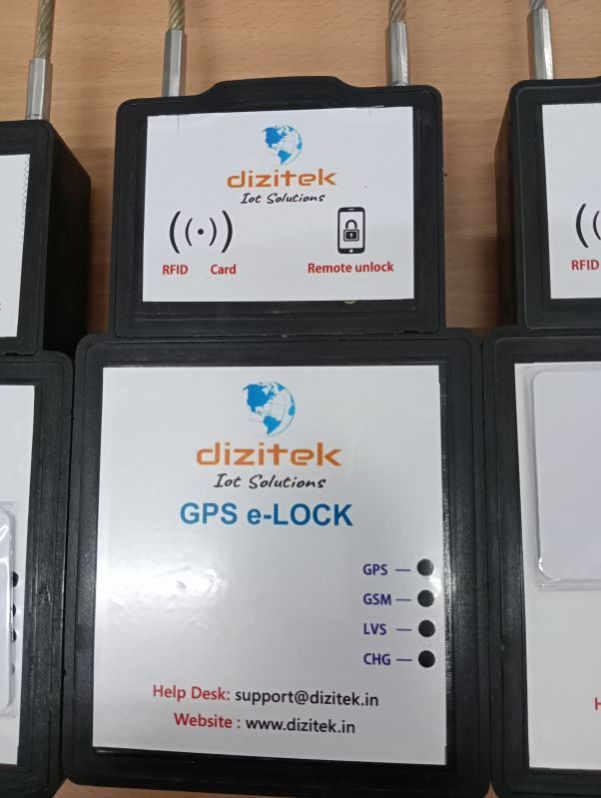 dizitek
Iot Solutions
RFID Card
Remote unlock
RFID
dizitek
Iot Solutions
GPS e-LOCK
GPS
GSM
LVS
CHG
Help Desk: support@dizitek.in
Website : www.dizitek.in